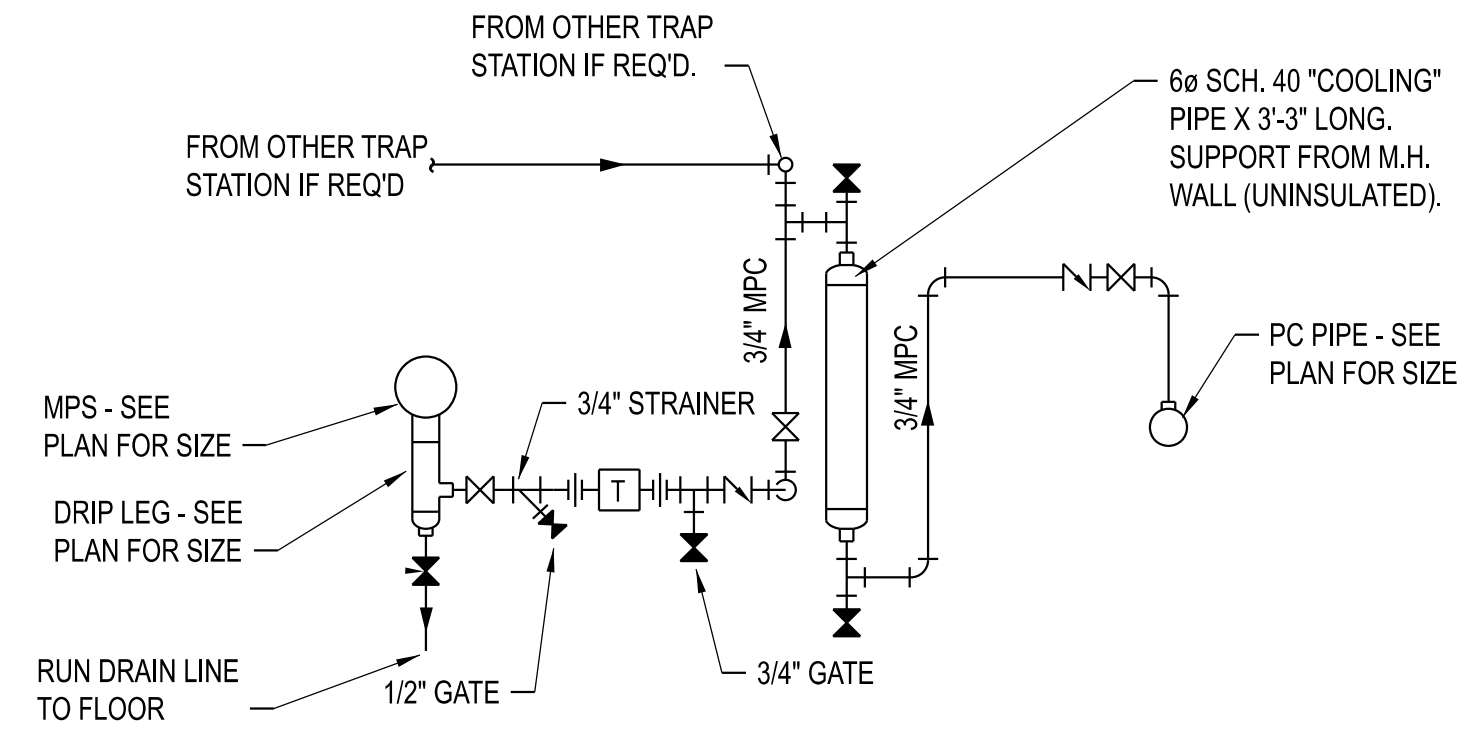 FROM OTHER TRAP
STATION IF REQ'D.
6ø SCH. 40 "COOLING"
PIPE X 3'-3" LONG.
SUPPORT FROM M.H.
WALL (UNINSULATED).
FROM OTHER TRAP
STATION IF REQ'D
3/4" MPC
3/4" MPC
PC PIPE - SEE
PLAN FOR SIZE
MPS - SEE
PLAN FOR SIZE
3/4" STRAINER
DRIP LEG - SEE
PLAN FOR SIZE
T
RUN DRAIN LINE
TO FLOOR
1/2" GATE
3/4" GATE